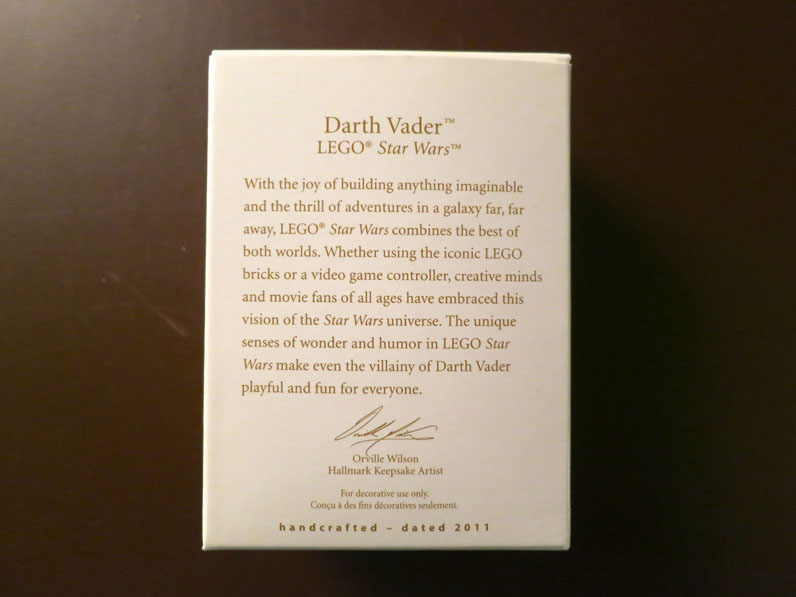 Darth Vader™
LEGO® Star Wars™
With the joy of building anything imaginable
and the thrill of adventures in a galaxy far, far
away, LEGO® Star Wars combines the best of
both worlds. Whether using the iconic LEGO
bricks or a video game controller, creative minds
and movie fans of all ages have embraced this
vision of the Star Wars universe. The unique
senses of wonder and humor in LEGO Star
Wars make even the villainy of Darth Vader
playful and fun for everyone.
Orville Wilson
Hallmark Keepsake Artist
For decorative use only.
Conçu à des fins décoratives seulement.
handcrafted – dated 2011